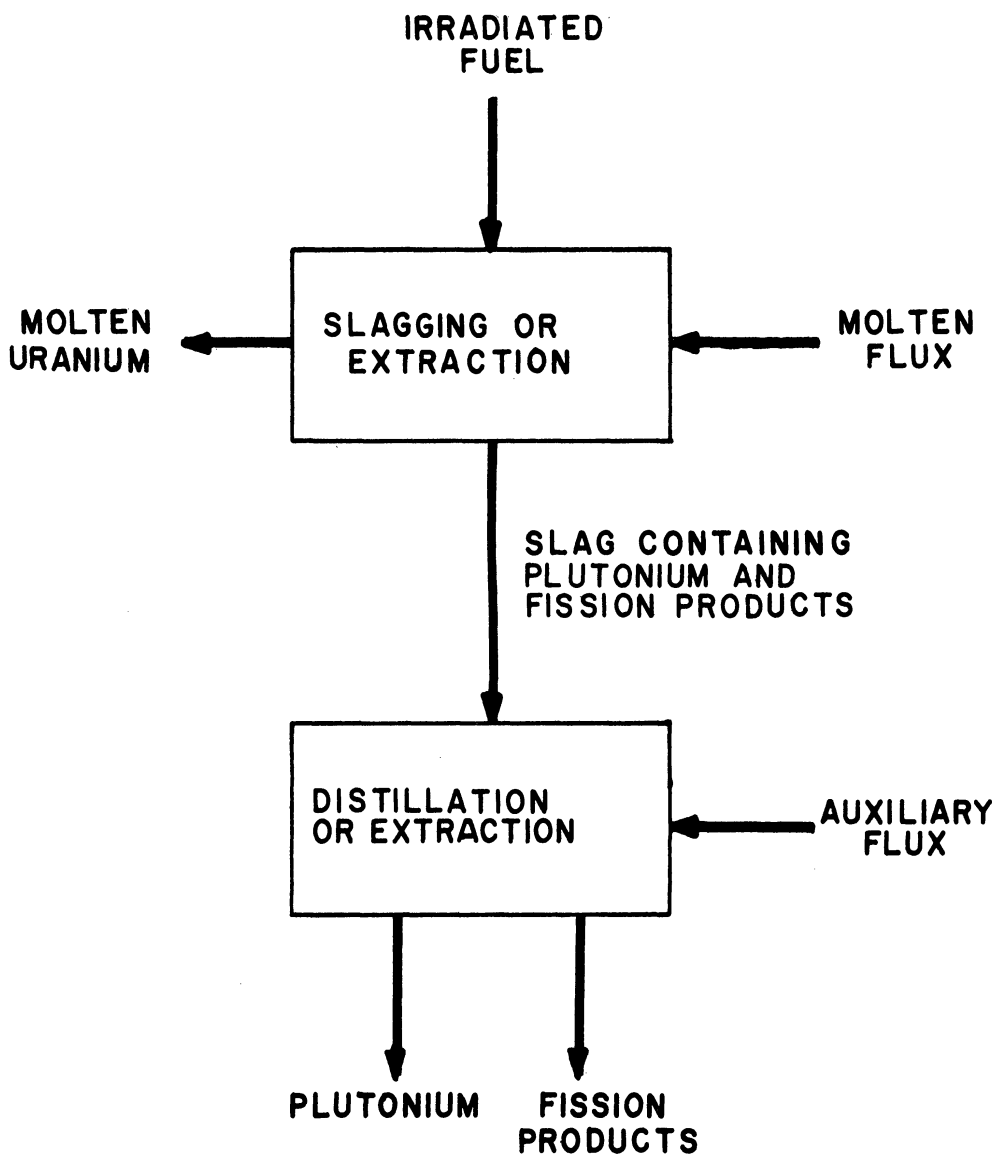 IRRADIATED
FUEL
SLAGGING OR
EXTRACTION
MOLTEN
URANIUM
MOLTEN
FLUX
SLAG CONTAINING
PLUTONIUM AND
FISSION PRODUCTS
DISTILLATION
OR EXTRACTION
AUXILIARY
FLUX
PLUTONIUM
FISSION
PRODUCTS